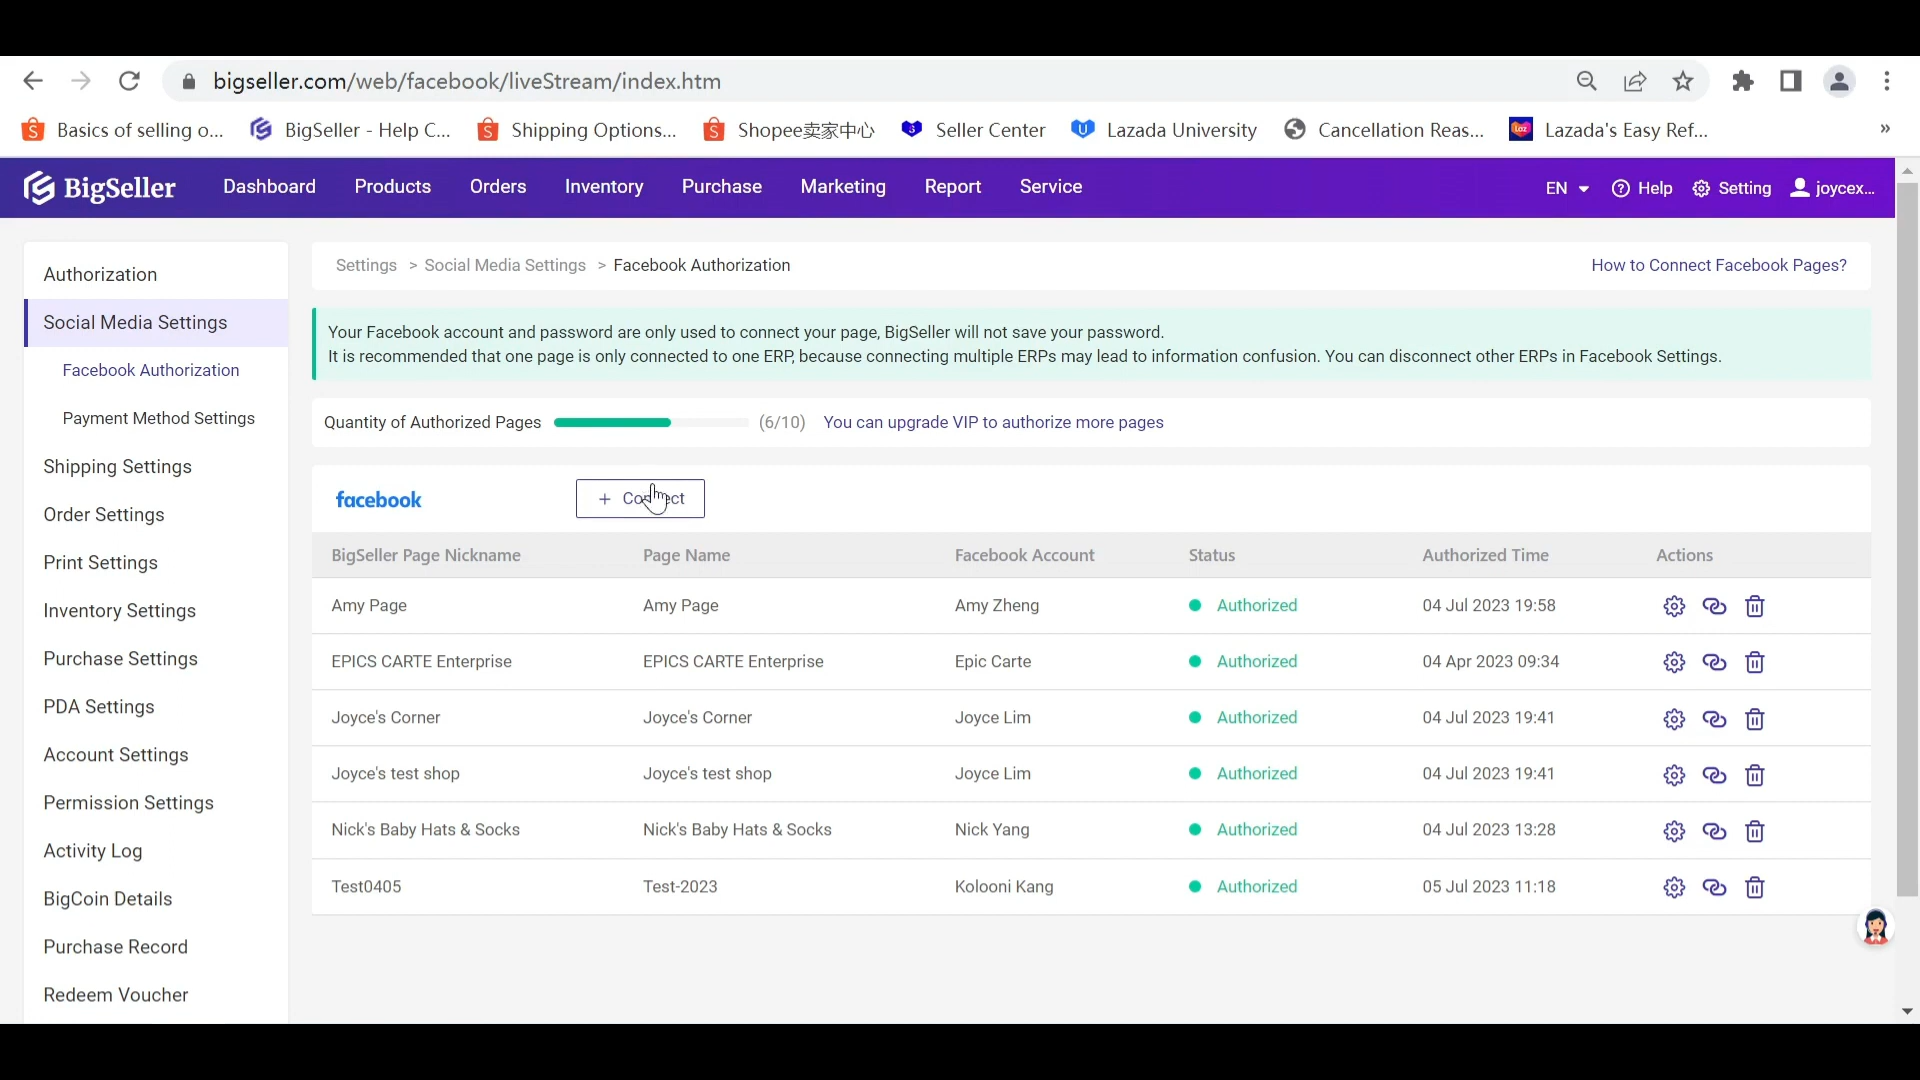 bigseller.com/web/facebook/liveStream/index.htm
Basics of selling o... BigSeller - Help C... Shipping Options... Shopee卖家中心 Seller Center Lazada University Cancellation Reas... Lazada's Easy Ref... »
BigSeller Dashboard Products Orders Inventory Purchase Marketing Report Service EN Help Setting joycex...
Authorization
Social Media Settings
Facebook Authorization
Payment Method Settings
Shipping Settings
Order Settings
Print Settings
Inventory Settings
Purchase Settings
PDA Settings
Account Settings
Permission Settings
Activity Log
BigCoin Details
Purchase Record
Redeem Voucher
Settings > Social Media Settings > Facebook Authorization How to Connect Facebook Pages?
Your Facebook account and password are only used to connect your page, BigSeller will not save your password.
It is recommended that one page is only connected to one ERP, because connecting multiple ERPs may lead to information confusion. You can disconnect other ERPs in Facebook Settings.
Quantity of Authorized Pages (6/10) You can upgrade VIP to authorize more pages
facebook + Connect
BigSeller Page Nickname Page Name Facebook Account Status Authorized Time Actions
Amy Page Amy Page Amy Zheng Authorized 04 Jul 2023 19:58
EPICS CARTE Enterprise EPICS CARTE Enterprise Epic Carte Authorized 04 Apr 2023 09:34
Joyce's Corner Joyce's Corner Joyce Lim Authorized 04 Jul 2023 19:41
Joyce's test shop Joyce's test shop Joyce Lim Authorized 04 Jul 2023 19:41
Nick's Baby Hats & Socks Nick's Baby Hats & Socks Nick Yang Authorized 04 Jul 2023 13:28
Test0405 Test-2023 Kolooni Kang Authorized 05 Jul 2023 11:18